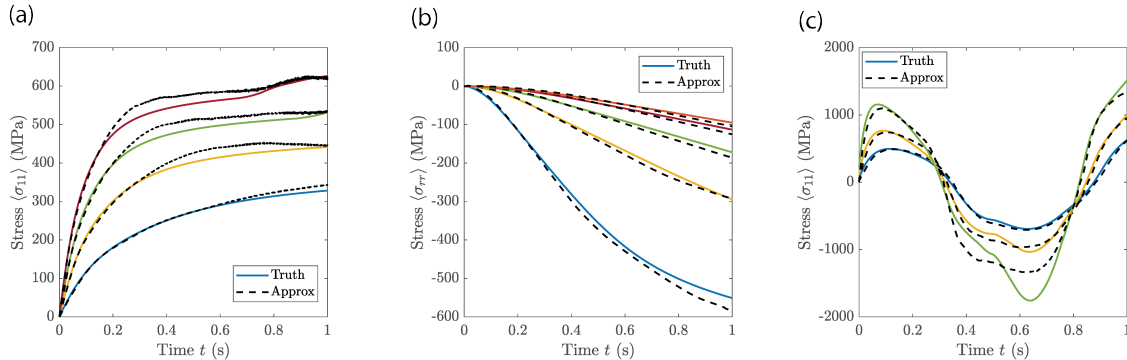 (a)
700
600
500
400
300
200
100
0
Stress ⟨σ₁₁⟩ (MPa)
0 0.2 0.4 0.6 0.8 1
Time t (s)
Truth
Approx
(b)
100
0
-100
-200
-300
-400
-500
-600
Stress ⟨σᵣᵣ⟩ (MPa)
0 0.2 0.4 0.6 0.8 1
Time t (s)
Truth
Approx
(c)
2000
1000
0
-1000
-2000
Stress ⟨σ₁₁⟩ (MPa)
0 0.2 0.4 0.6 0.8 1
Time t (s)
Truth
Approx